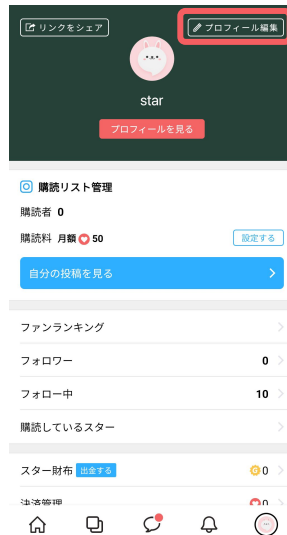 リンクをシェア
プロフィール編集
star
プロフィールを見る
購読リスト管理
購読者 0
購読料 月額 50
設定する
自分の投稿を見る
ファンランキング
フォロワー 0
フォロー中 10
購読しているスター
スター財布 出金する 0
決済管理 0